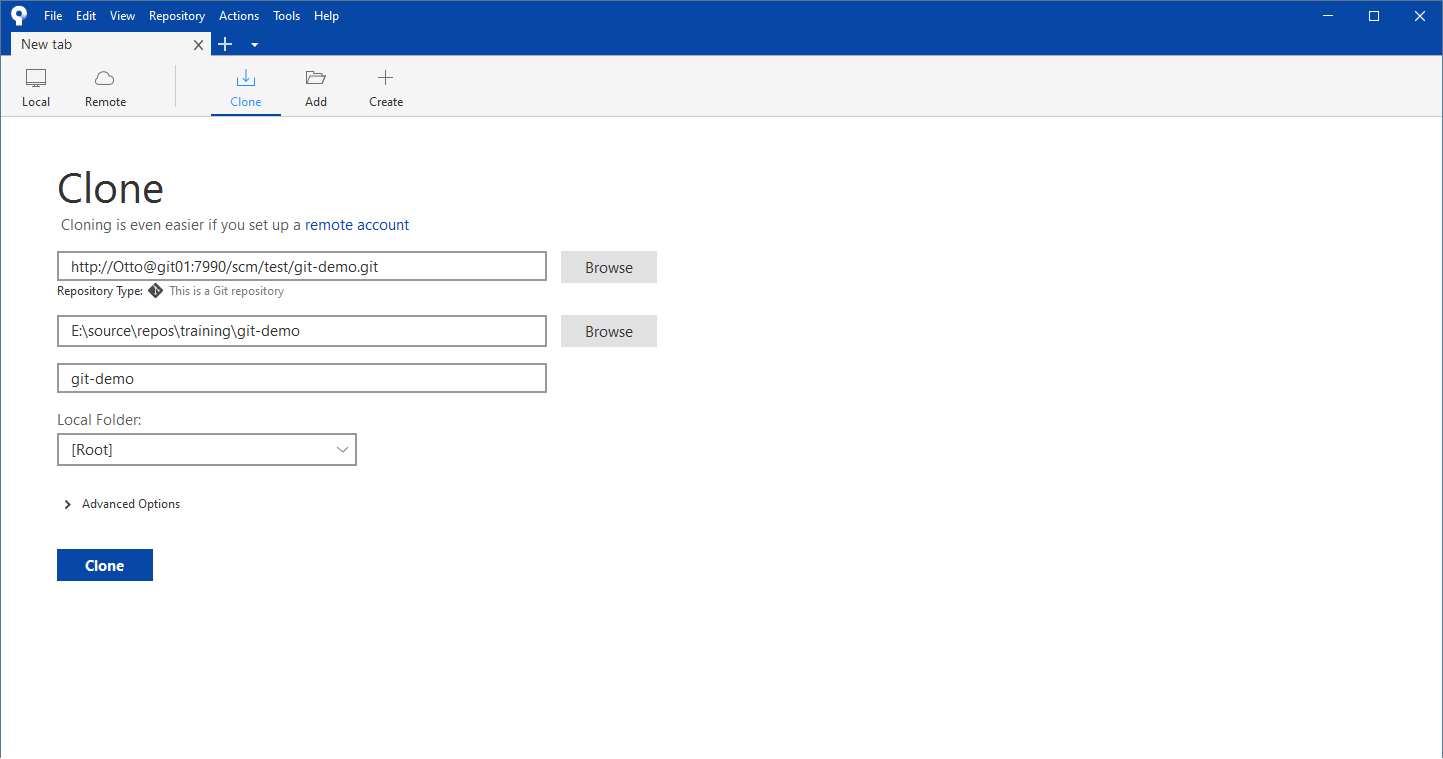 File Edit View Repository Actions Tools Help
New tab
Local Remote Clone Add Create
Clone
Cloning is even easier if you set up a remote account
http://Otto@git01:7990/scm/test/git-demo.git Browse
Repository Type: This is a Git repository
E:\source\repos\training\git-demo Browse
git-demo
Local Folder:
[Root]
Advanced Options
Clone